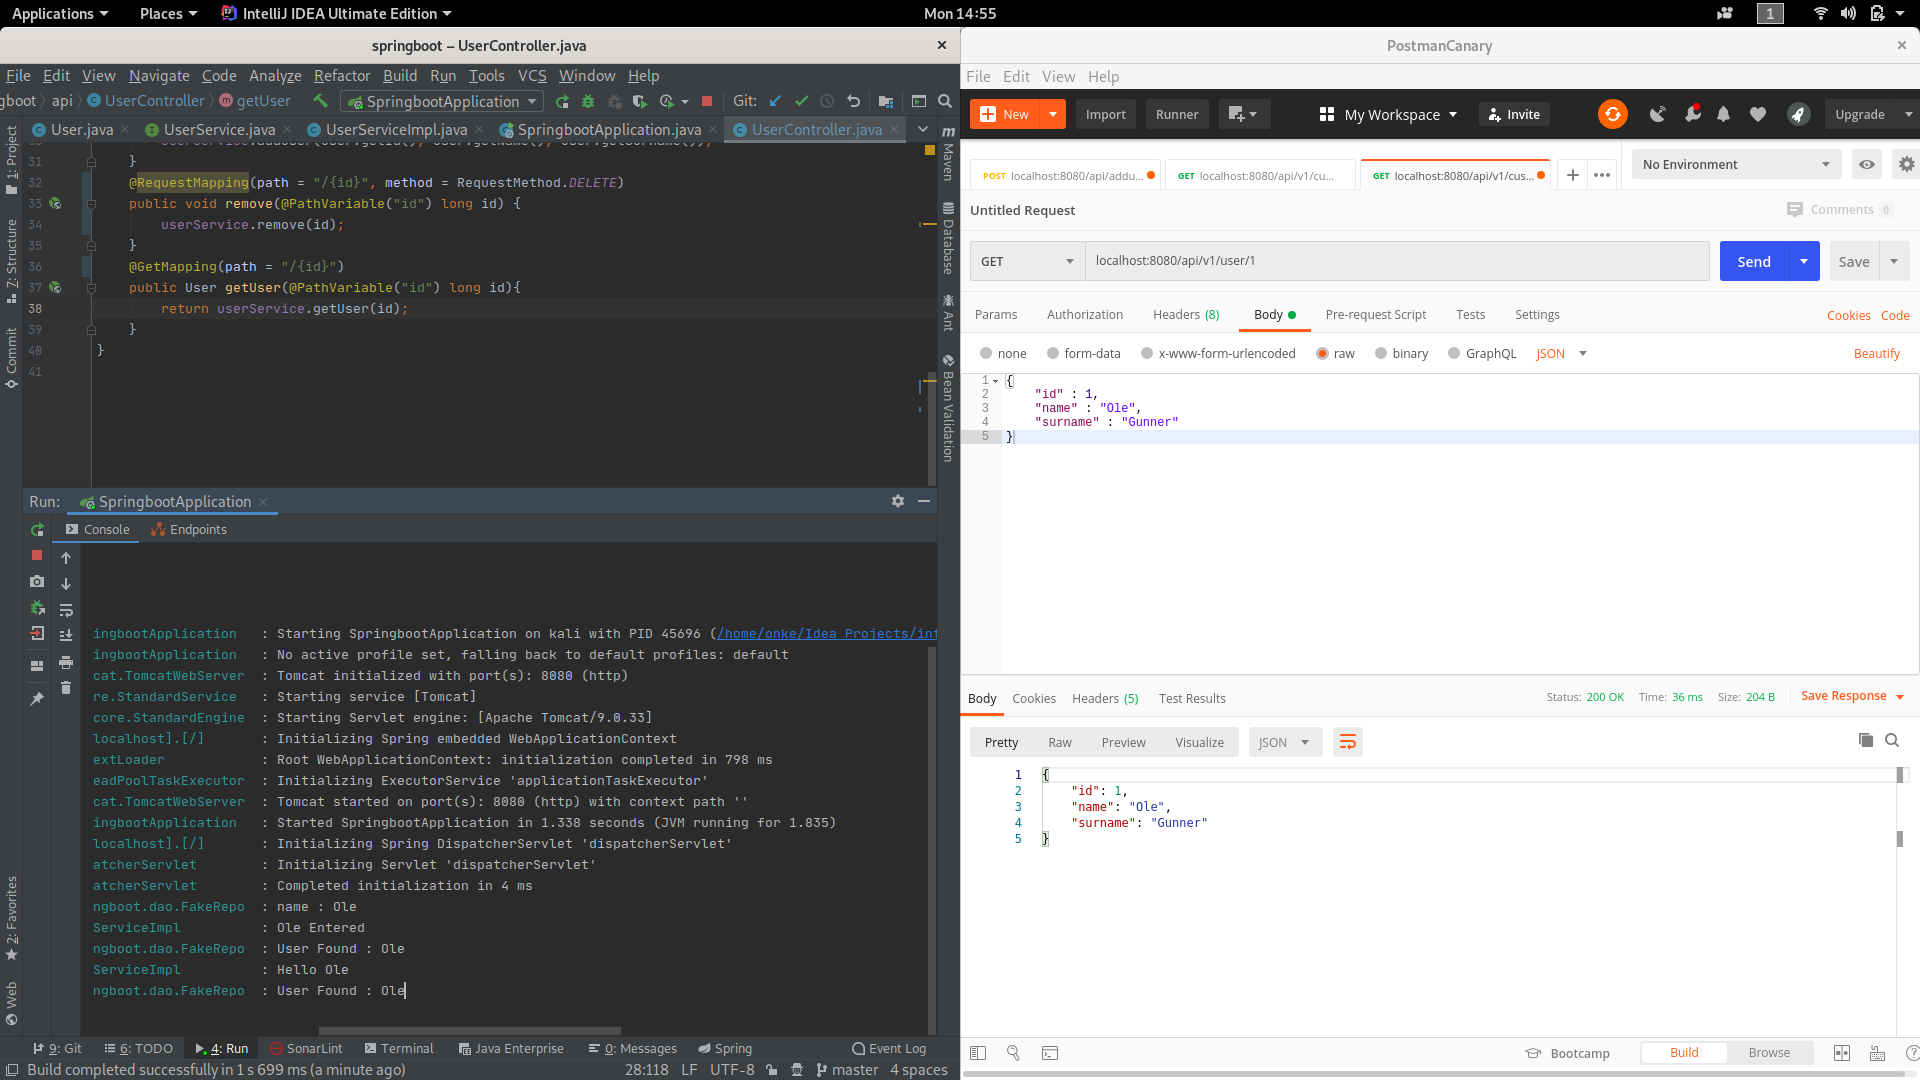 Applications Places IntelliJ IDEA Ultimate Edition Mon 14:55 1
springboot – UserController.java
File Edit View Navigate Code Analyze Refactor Build Run Tools VCS Window Help
gboot api UserController getUser SpringbootApplication Git:
User.java UserService.java UserServiceImpl.java SpringbootApplication.java UserController.java
31 }
32 @RequestMapping(path = "/{id}", method = RequestMethod.DELETE)
33 public void remove(@PathVariable("id") long id) {
34 userService.remove(id);
35 }
36 @GetMapping(path = "/{id}")
37 public User getUser(@PathVariable("id") long id){
38 return userService.getUser(id);
39 }
40 }
41
1: Project
7: Structure
Commit
2: Favorites
Web
Maven
Database
Ant
Bean Validation
Run: SpringbootApplication
Console Endpoints
ingbootApplication : Starting SpringbootApplication on kali with PID 45696 (/home/onke/Idea Projects/int
ingbootApplication : No active profile set, falling back to default profiles: default
cat.TomcatWebServer : Tomcat initialized with port(s): 8080 (http)
re.StandardService : Starting service [Tomcat]
core.StandardEngine : Starting Servlet engine: [Apache Tomcat/9.0.33]
localhost].[/] : Initializing Spring embedded WebApplicationContext
extLoader : Root WebApplicationContext: initialization completed in 798 ms
eadPoolTaskExecutor : Initializing ExecutorService 'applicationTaskExecutor'
cat.TomcatWebServer : Tomcat started on port(s): 8080 (http) with context path ''
ingbootApplication : Started SpringbootApplication in 1.338 seconds (JVM running for 1.835)
localhost].[/] : Initializing Spring DispatcherServlet 'dispatcherServlet'
atcherServlet : Initializing Servlet 'dispatcherServlet'
atcherServlet : Completed initialization in 4 ms
ngboot.dao.FakeRepo : name : Ole
ServiceImpl : Ole Entered
ngboot.dao.FakeRepo : User Found : Ole
ServiceImpl : Hello Ole
ngboot.dao.FakeRepo : User Found : Ole
9: Git 6: TODO 4: Run SonarLint Terminal Java Enterprise 0: Messages Spring Event Log
Build completed successfully in 1 s 699 ms (a minute ago) 28:118 LF UTF-8 master 4 spaces
PostmanCanary
File Edit View Help
New Import Runner My Workspace Invite Upgrade
POST localhost:8080/api/addu... GET localhost:8080/api/v1/cu... GET localhost:8080/api/v1/cus... No Environment
Untitled Request Comments 0
GET localhost:8080/api/v1/user/1 Send Save
Params Authorization Headers (8) Body Pre-request Script Tests Settings Cookies Code
none form-data x-www-form-urlencoded raw binary GraphQL JSON Beautify
1 {
2 "id" : 1,
3 "name" : "Ole",
4 "surname" : "Gunner"
5 }
Body Cookies Headers (5) Test Results Status: 200 OK Time: 36 ms Size: 204 B Save Response
Pretty Raw Preview Visualize JSON
1 {
2 "id": 1,
3 "name": "Ole",
4 "surname": "Gunner"
5 }
Bootcamp Build Browse